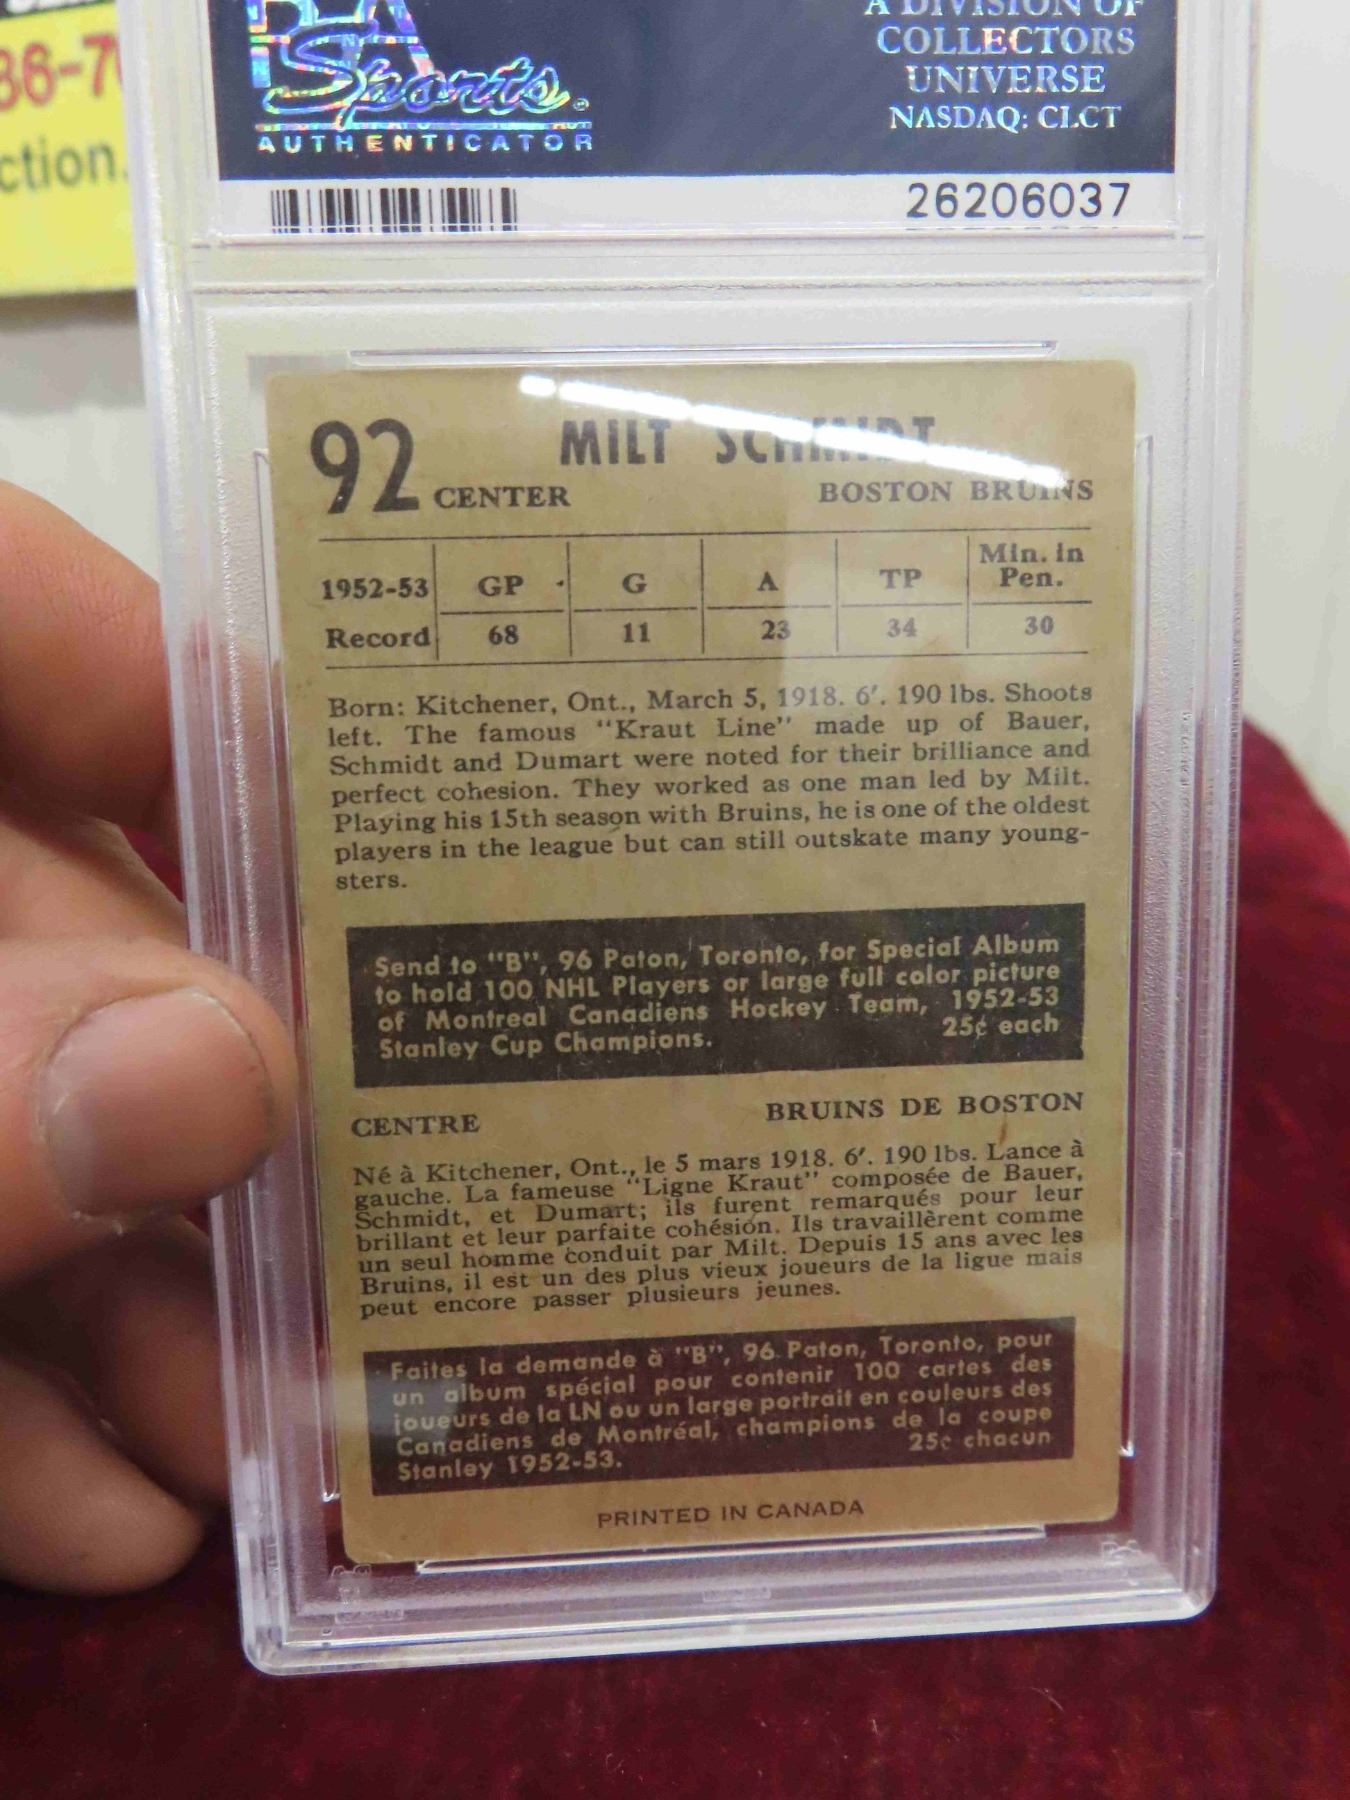 86-7
ction.
Sports
AUTHENTICATOR
A DIVISION OF
COLLECTORS
UNIVERSE
NASDAQ: CLCT
26206037
92 MILT SCHMIDT
CENTER BOSTON BRUINS
1952-53 GP G A TP Min. in Pen.
Record 68 11 23 34 30
Born: Kitchener, Ont., March 5, 1918. 6′. 190 lbs. Shoots
left. The famous "Kraut Line" made up of Bauer,
Schmidt and Dumart were noted for their brilliance and
perfect cohesion. They worked as one man led by Milt.
Playing his 15th season with Bruins, he is one of the oldest
players in the league but can still outskate many young-
sters.
Send to "B", 96 Paton, Toronto, for Special Album
to hold 100 NHL Players or large full color picture
of Montreal Canadiens Hockey Team, 1952-53
Stanley Cup Champions. 25¢ each
CENTRE BRUINS DE BOSTON
Né à Kitchener, Ont., le 5 mars 1918. 6′. 190 lbs. Lance à
gauche. La fameuse "Ligne Kraut" composée de Bauer,
Schmidt, et Dumart; ils furent remarqués pour leur
brillant et leur parfaite cohésion. Ils travaillèrent comme
un seul homme conduit par Milt. Depuis 15 ans avec les
Bruins, il est un des plus vieux joueurs de la ligue mais
peut encore passer plusieurs jeunes.
Faites la demande à "B", 96 Paton, Toronto, pour
un album spécial pour contenir 100 cartes des
joueurs de la LN ou un large portrait en couleurs des
Canadiens de Montréal, champions de la coupe
Stanley 1952-53. 25¢ chacun
PRINTED IN CANADA